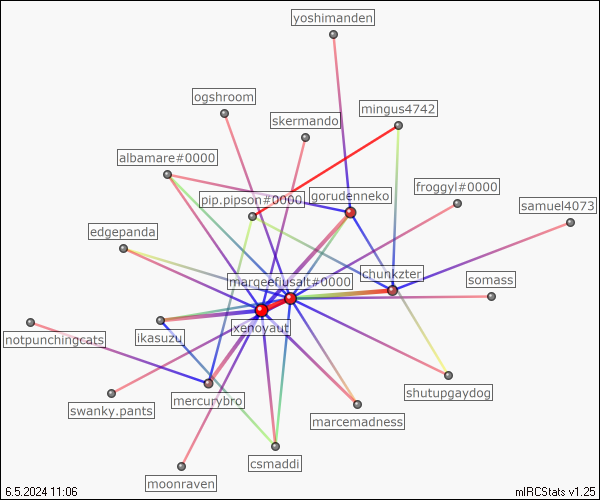 yoshimanden
ogshroom
mingus4742
skermando
albamare#0000
pip.pipson#0000
gorudenneko
froggyl#0000
samuel4073
edgepanda
chunkzter
margeefiusalt#0000
somass
xenoyaut
notpunchingcats
ikasuzu
shutupgaydog
mercurybro
swanky.pants
marcemadness
csmaddi
moonraven
6.5.2024 11:06
mIRCStats v1.25